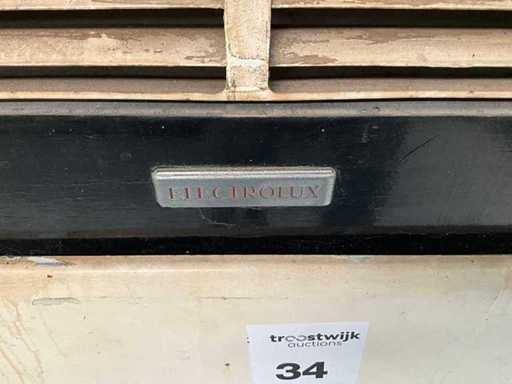 ELECTROLUX
troostwijk
auctions
34